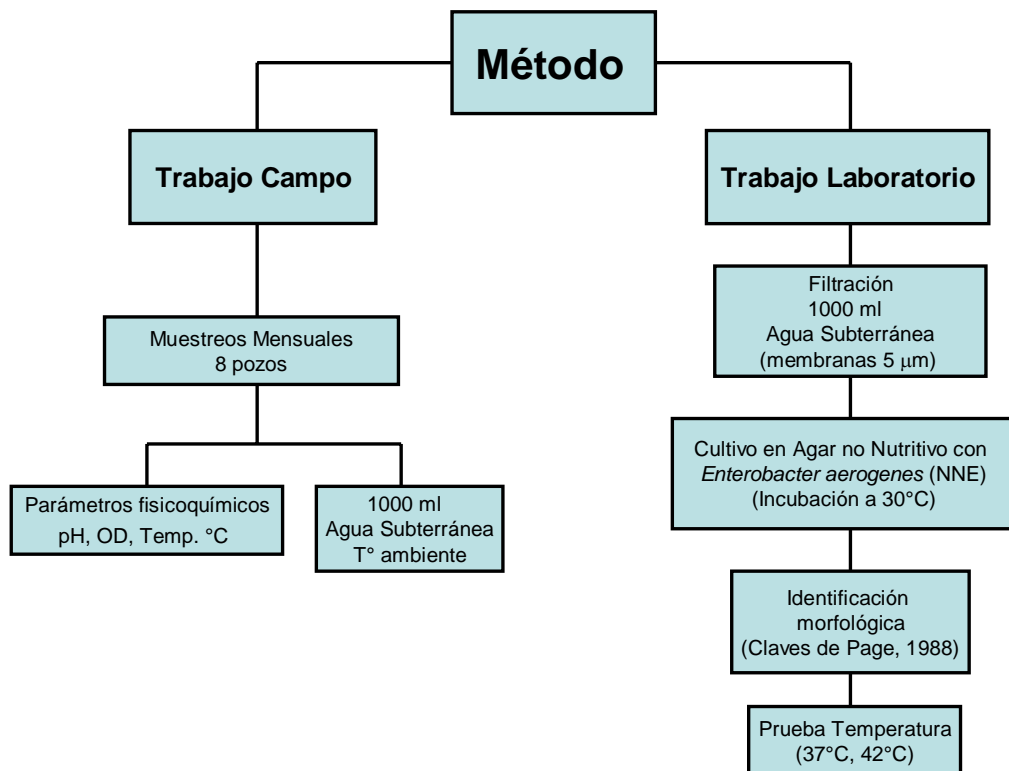 Método
Trabajo Campo
Muestreos Mensuales
8 pozos
Parámetros fisicoquímicos
pH, OD, Temp. °C
1000 ml
Agua Subterránea
T° ambiente
Trabajo Laboratorio
Filtración
1000 ml
Agua Subterránea
(membranas 5 μm)
Cultivo en Agar no Nutritivo con
Enterobacter aerogenes (NNE)
(Incubación a 30°C)
Identificación
morfológica
(Claves de Page, 1988)
Prueba Temperatura
(37°C, 42°C)